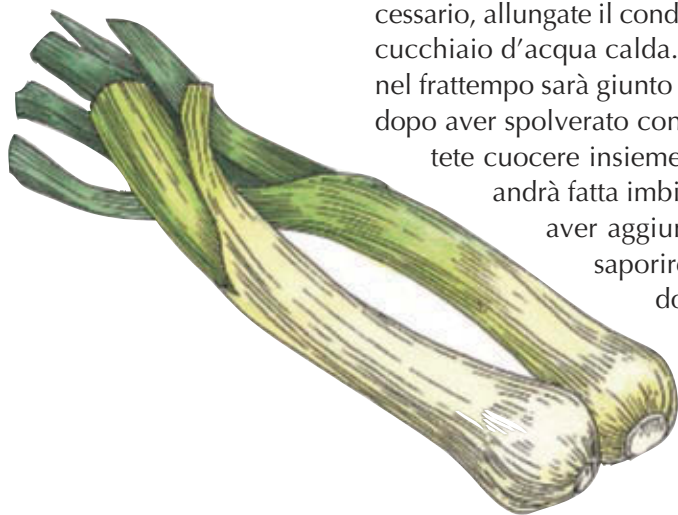 cessario, allungate il cond
cucchiaio d'acqua calda.
nel frattempo sarà giunto
dopo aver spolverato con
tete cuocere insieme
andrà fatta imbi
aver aggiun
saporire
do